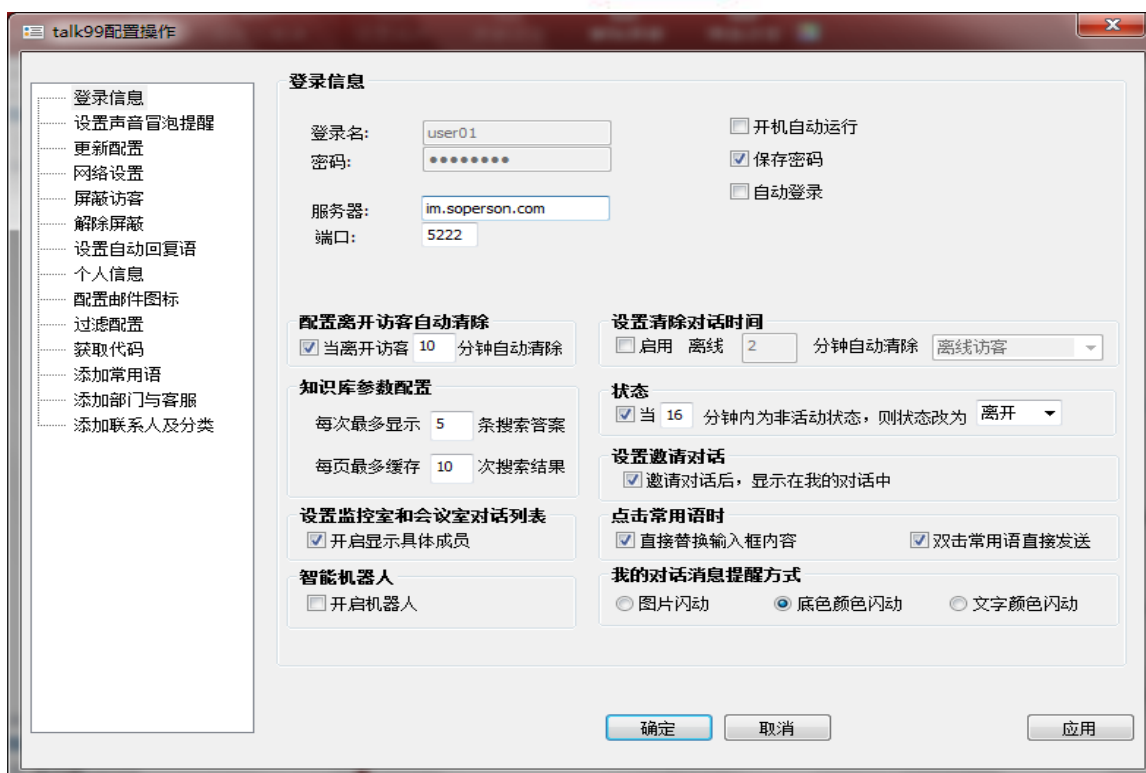 talk99配置操作
登录信息
设置声音冒泡提醒
更新配置
网络设置
屏蔽访客
解除屏蔽
设置自动回复语
个人信息
配置邮件图标
过滤配置
获取代码
添加常用语
添加部门与客服
添加联系人及分类
登录信息
登录名: user01
密码: ●●●●●●●●
服务器: im.soperson.com
端口: 5222
开机自动运行
保存密码
自动登录
配置离开访客自动清除
当离开访客 10 分钟自动清除
设置清除对话时间
启用 离线 2 分钟自动清除 离线访客
知识库参数配置
每次最多显示 5 条搜索答案
每页最多缓存 10 次搜索结果
状态
当 16 分钟内为非活动状态，则状态改为 离开
设置邀请对话
邀请对话后，显示在我的对话中
设置监控室和会议室对话列表
开启显示具体成员
点击常用语时
直接替换输入框内容 双击常用语直接发送
智能机器人
开启机器人
我的对话消息提醒方式
图片闪动 底色颜色闪动 文字颜色闪动
确定 取消 应用